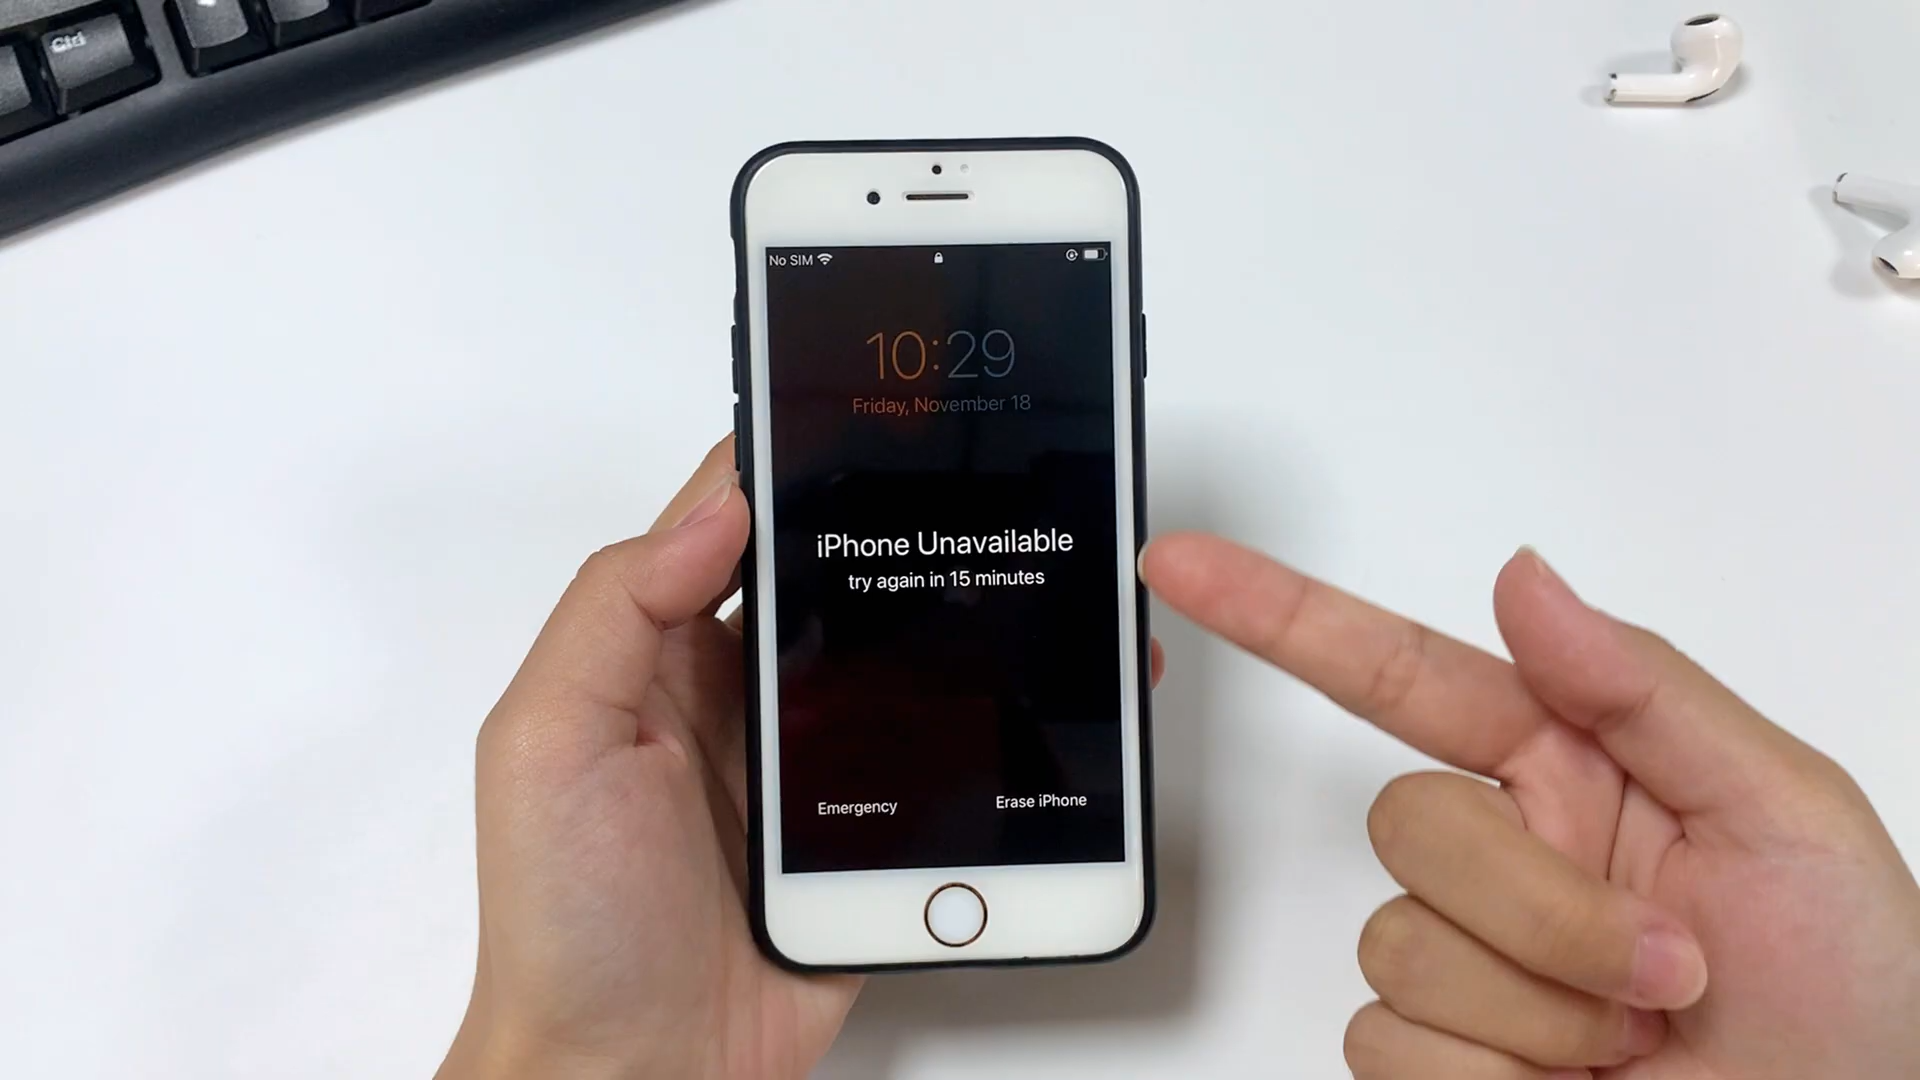 Ctrl
No SIM
10:29
Friday, November 18
iPhone Unavailable
try again in 15 minutes
Emergency
Erase iPhone